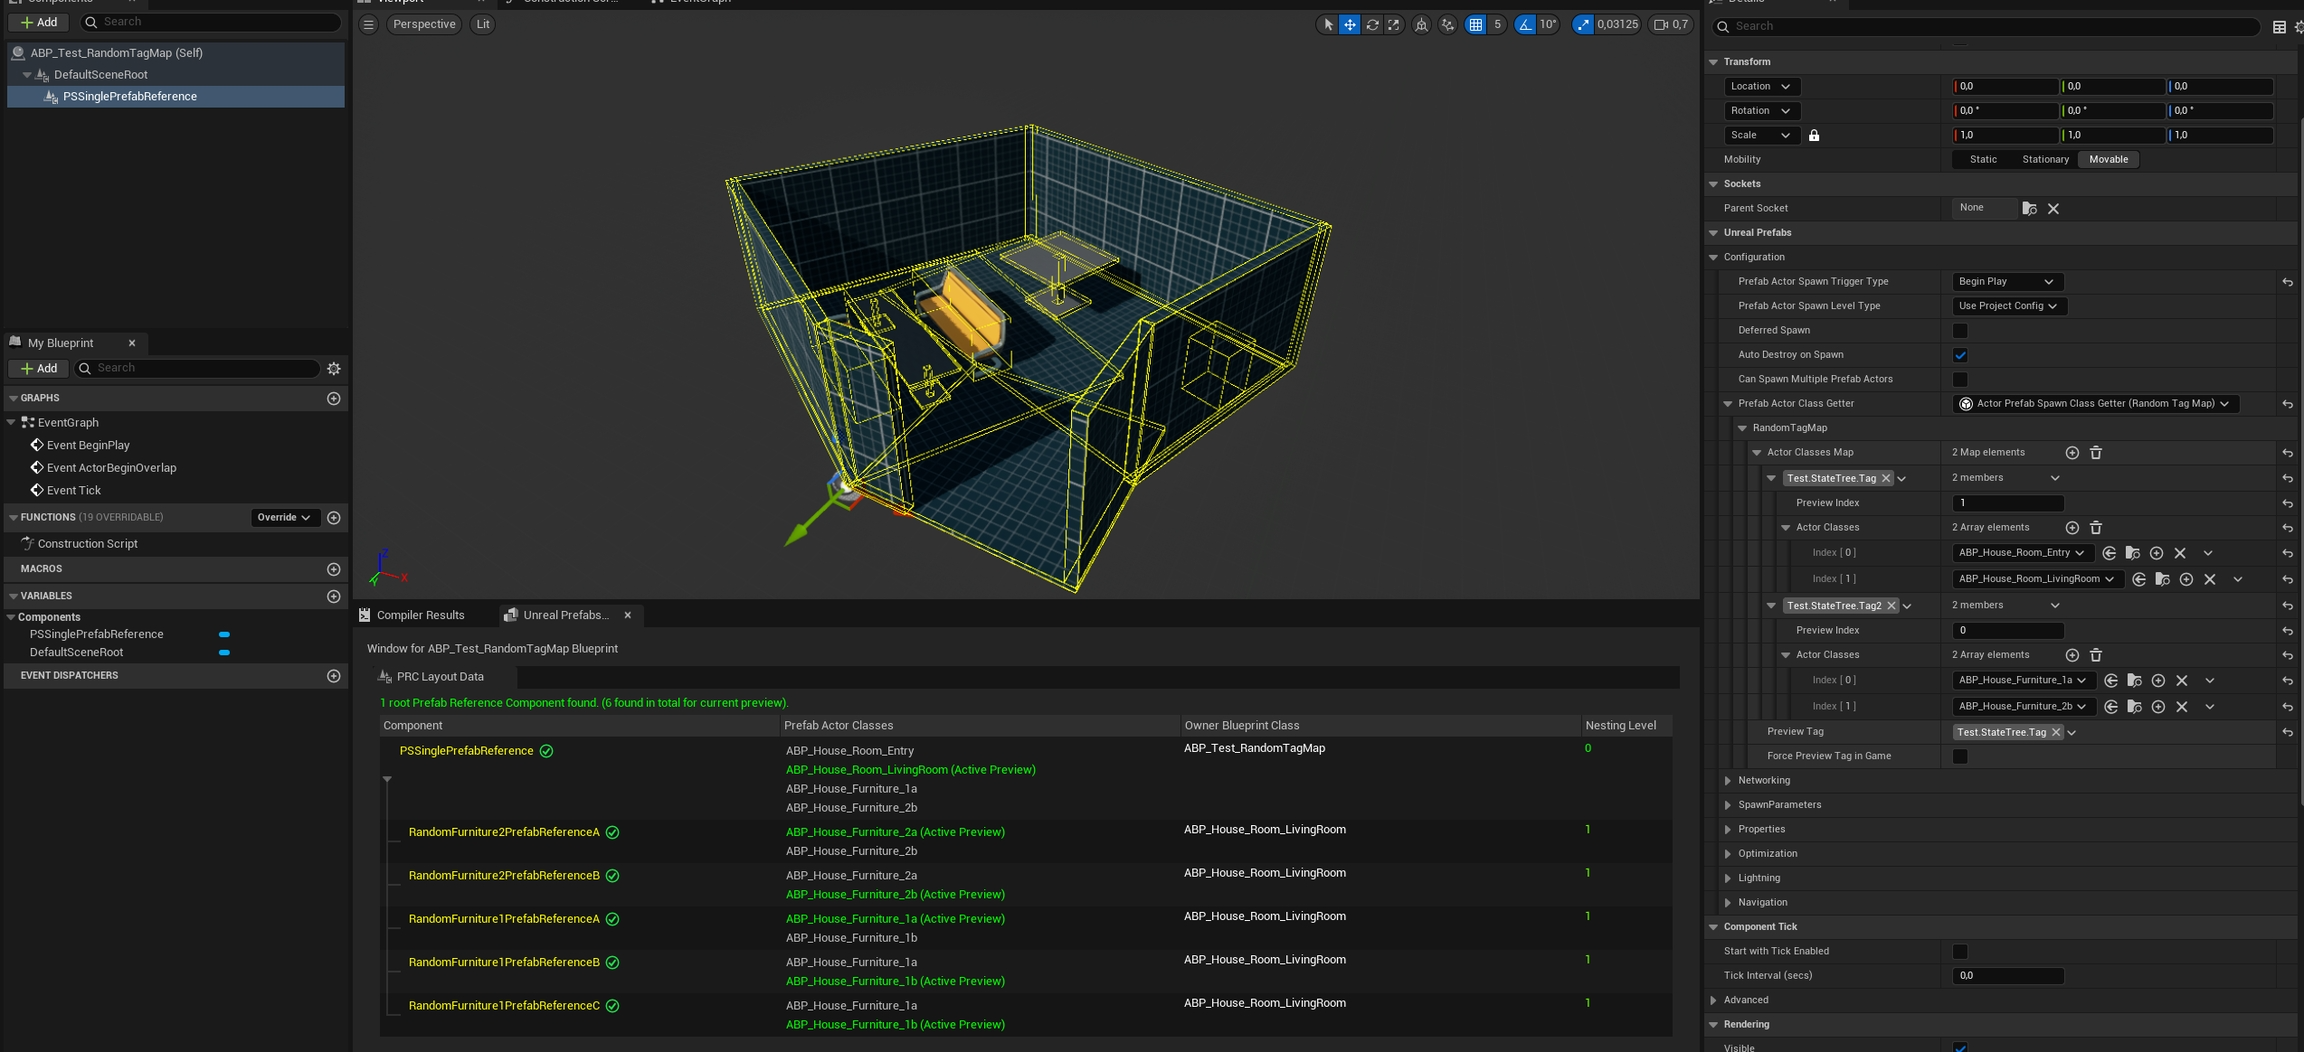 Components
Add
Search
ABP_Test_RandomTagMap (Self)
DefaultSceneRoot
PSSinglePrefabReference
My Blueprint
Add
Search
GRAPHS
EventGraph
Event BeginPlay
Event ActorBeginOverlap
Event Tick
FUNCTIONS (19 OVERRIDABLE)
Override
Construction Script
MACROS
VARIABLES
Components
PSSinglePrefabReference
DefaultSceneRoot
EVENT DISPATCHERS
Viewport
Construction Scr...
EventGraph
Perspective
Lit
5
10°
0,03125
0,7
Z
X
Y
Compiler Results
Unreal Prefabs...
Window for ABP_Test_RandomTagMap Blueprint
PRC Layout Data
1 root Prefab Reference Component found. (6 found in total for current preview).
Component Prefab Actor Classes Owner Blueprint Class Nesting Level
PSSinglePrefabReference ABP_House_Room_Entry ABP_Test_RandomTagMap 0
ABP_House_Room_LivingRoom (Active Preview)
ABP_House_Furniture_1a
ABP_House_Furniture_2b
RandomFurniture2PrefabReferenceA ABP_House_Furniture_2a (Active Preview) ABP_House_Room_LivingRoom 1
ABP_House_Furniture_2b
RandomFurniture2PrefabReferenceB ABP_House_Furniture_2a ABP_House_Room_LivingRoom 1
ABP_House_Furniture_2b (Active Preview)
RandomFurniture1PrefabReferenceA ABP_House_Furniture_1a (Active Preview) ABP_House_Room_LivingRoom 1
ABP_House_Furniture_1b
RandomFurniture1PrefabReferenceB ABP_House_Furniture_1a ABP_House_Room_LivingRoom 1
ABP_House_Furniture_1b (Active Preview)
RandomFurniture1PrefabReferenceC ABP_House_Furniture_1a ABP_House_Room_LivingRoom 1
ABP_House_Furniture_1b (Active Preview)
Details
Search
Transform
Location 0,0 0,0 0,0
Rotation 0,0 ° 0,0 ° 0,0 °
Scale 1,0 1,0 1,0
Mobility Static Stationary Movable
Sockets
Parent Socket None
Unreal Prefabs
Configuration
Prefab Actor Spawn Trigger Type Begin Play
Prefab Actor Spawn Level Type Use Project Config
Deferred Spawn
Auto Destroy on Spawn
Can Spawn Multiple Prefab Actors
Prefab Actor Class Getter Actor Prefab Spawn Class Getter (Random Tag Map)
RandomTagMap
Actor Classes Map 2 Map elements
Test.StateTree.Tag 2 members
Preview Index 1
Actor Classes 2 Array elements
Index [ 0 ] ABP_House_Room_Entry
Index [ 1 ] ABP_House_Room_LivingRoom
Test.StateTree.Tag2 2 members
Preview Index 0
Actor Classes 2 Array elements
Index [ 0 ] ABP_House_Furniture_1a
Index [ 1 ] ABP_House_Furniture_2b
Preview Tag Test.StateTree.Tag
Force Preview Tag in Game
Networking
SpawnParameters
Properties
Optimization
Lightning
Navigation
Component Tick
Start with Tick Enabled
Tick Interval (secs) 0,0
Advanced
Rendering
Visible